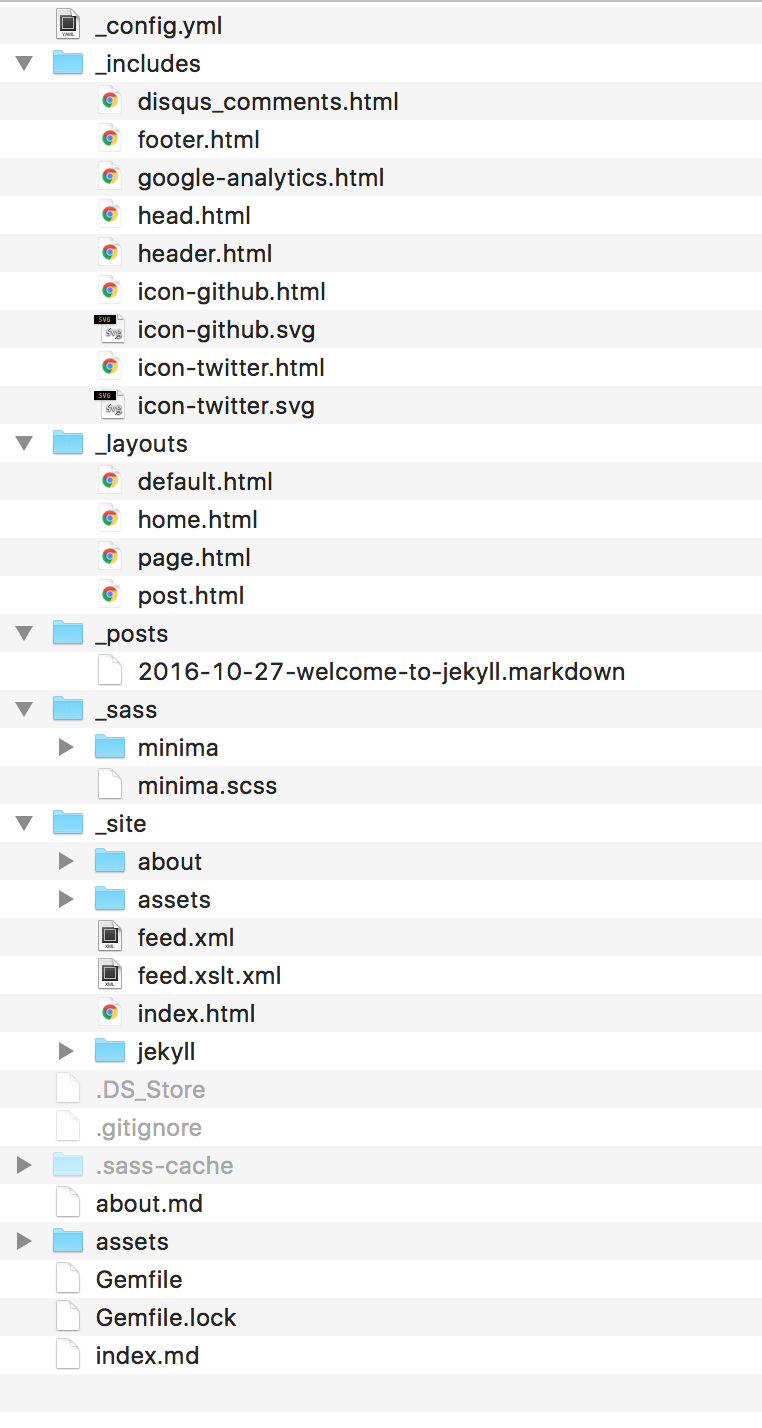 _config.yml
_includes
disqus_comments.html
footer.html
google-analytics.html
head.html
header.html
icon-github.html
icon-github.svg
icon-twitter.html
icon-twitter.svg
_layouts
default.html
home.html
page.html
post.html
_posts
2016-10-27-welcome-to-jekyll.markdown
_sass
minima
minima.scss
_site
about
assets
feed.xml
feed.xslt.xml
index.html
jekyll
.DS_Store
.gitignore
.sass-cache
about.md
assets
Gemfile
Gemfile.lock
index.md